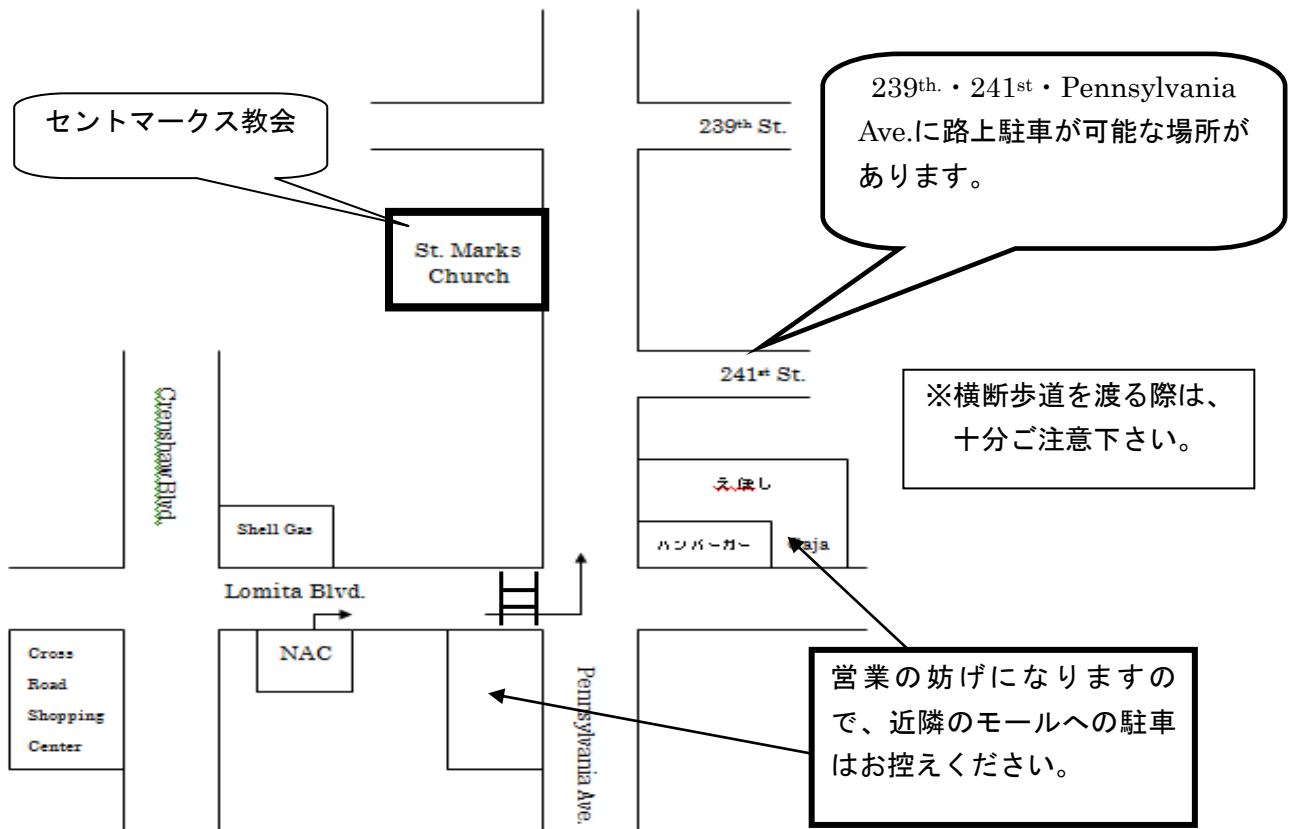 セントマークス教会
239th.・241st・Pennsylvania
Ave.に路上駐車が可能な場所が
あります。
239th St.
St. Marks
Church
241st St.
※横断歩道を渡る際は、
十分ご注意下さい。
Crenshaw Blvd.
えぼし
Shell Gas
ハンバーガー
Gaja
Lomita Blvd.
NAC
Cross
Road
Shopping
Center
Pennsylvania Ave.
営業の妨げになりますの
で、近隣のモールへの駐車
はお控えください。